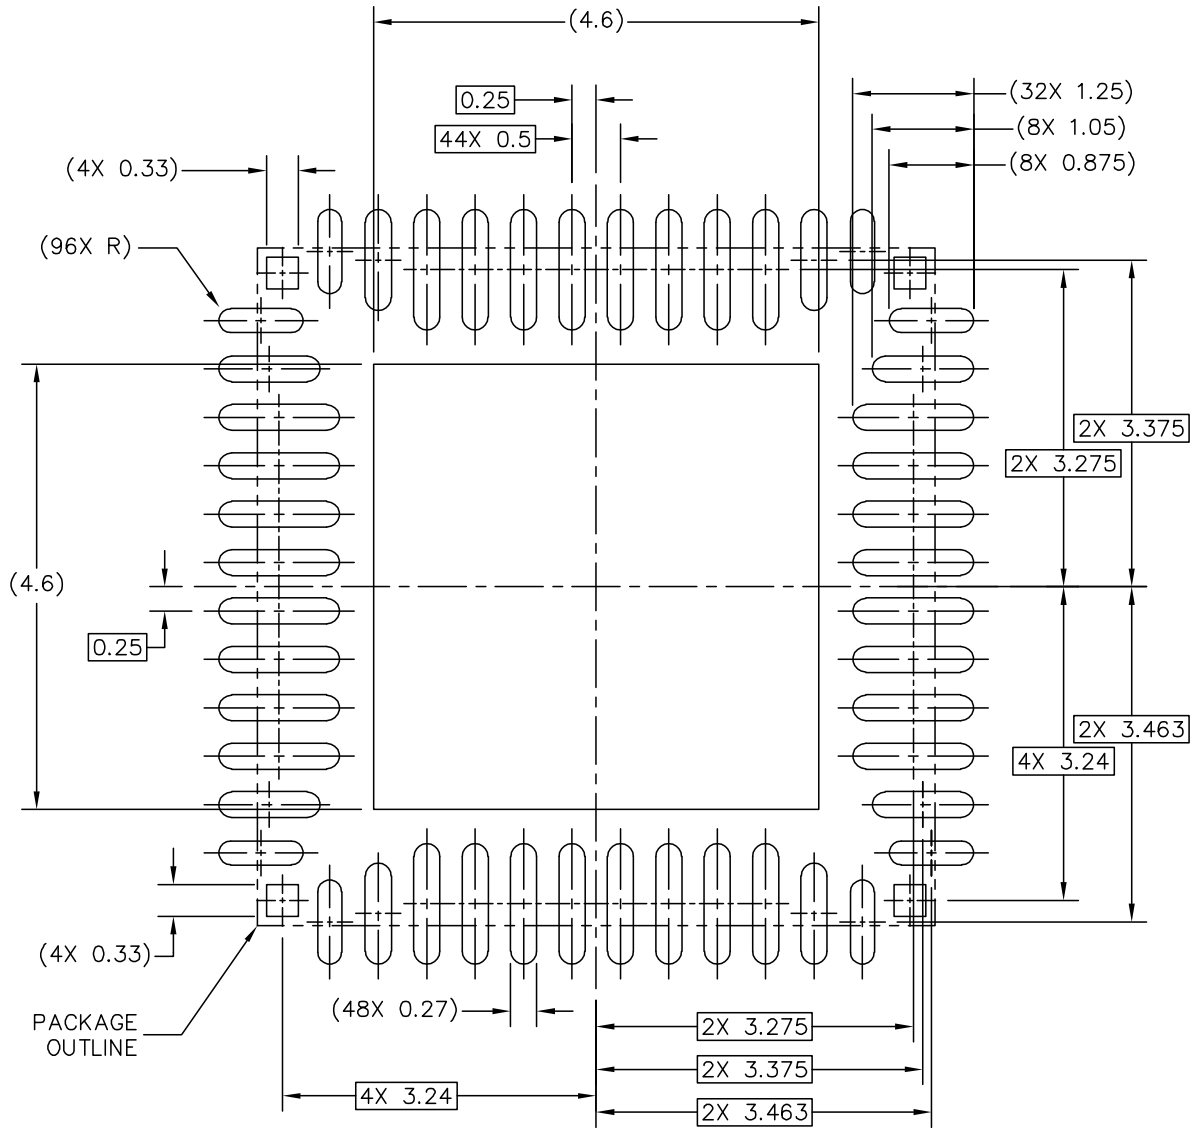 (4.6)
0.25
(32X 1.25)
44X 0.5
(8X 1.05)
(4X 0.33)
(8X 0.875)
(96X R)
2X 3.375
2X 3.275
(4.6)
0.25
2X 3.463
4X 3.24
(4X 0.33)
(48X 0.27)
PACKAGE
OUTLINE
2X 3.275
2X 3.375
4X 3.24
2X 3.463